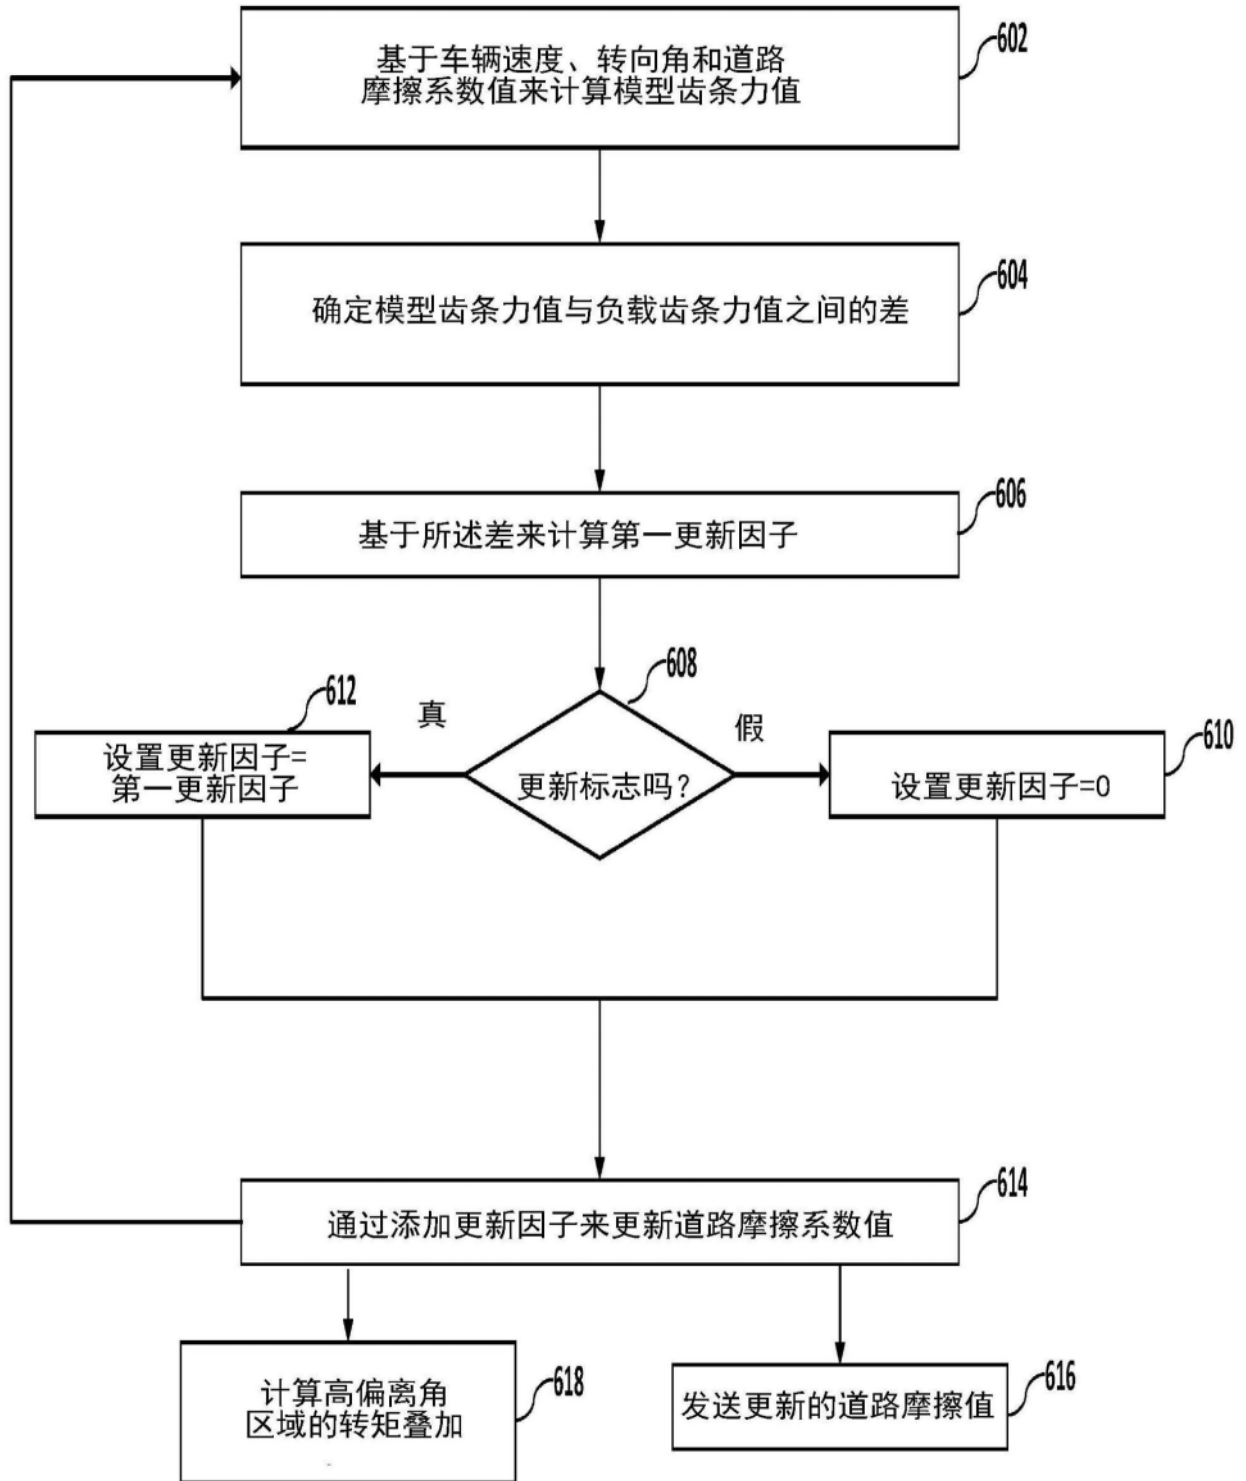 602
基于车辆速度、转向角和道路
摩擦系数值来计算模型齿条力值
604
确定模型齿条力值与负载齿条力值之间的差
606
基于所述差来计算第一更新因子
608
612
真
假
610
设置更新因子=
第一更新因子
更新标志吗?
设置更新因子=0
614
通过添加更新因子来更新道路摩擦系数值
618
计算高偏离角
区域的转矩叠加
616
发送更新的道路摩擦值